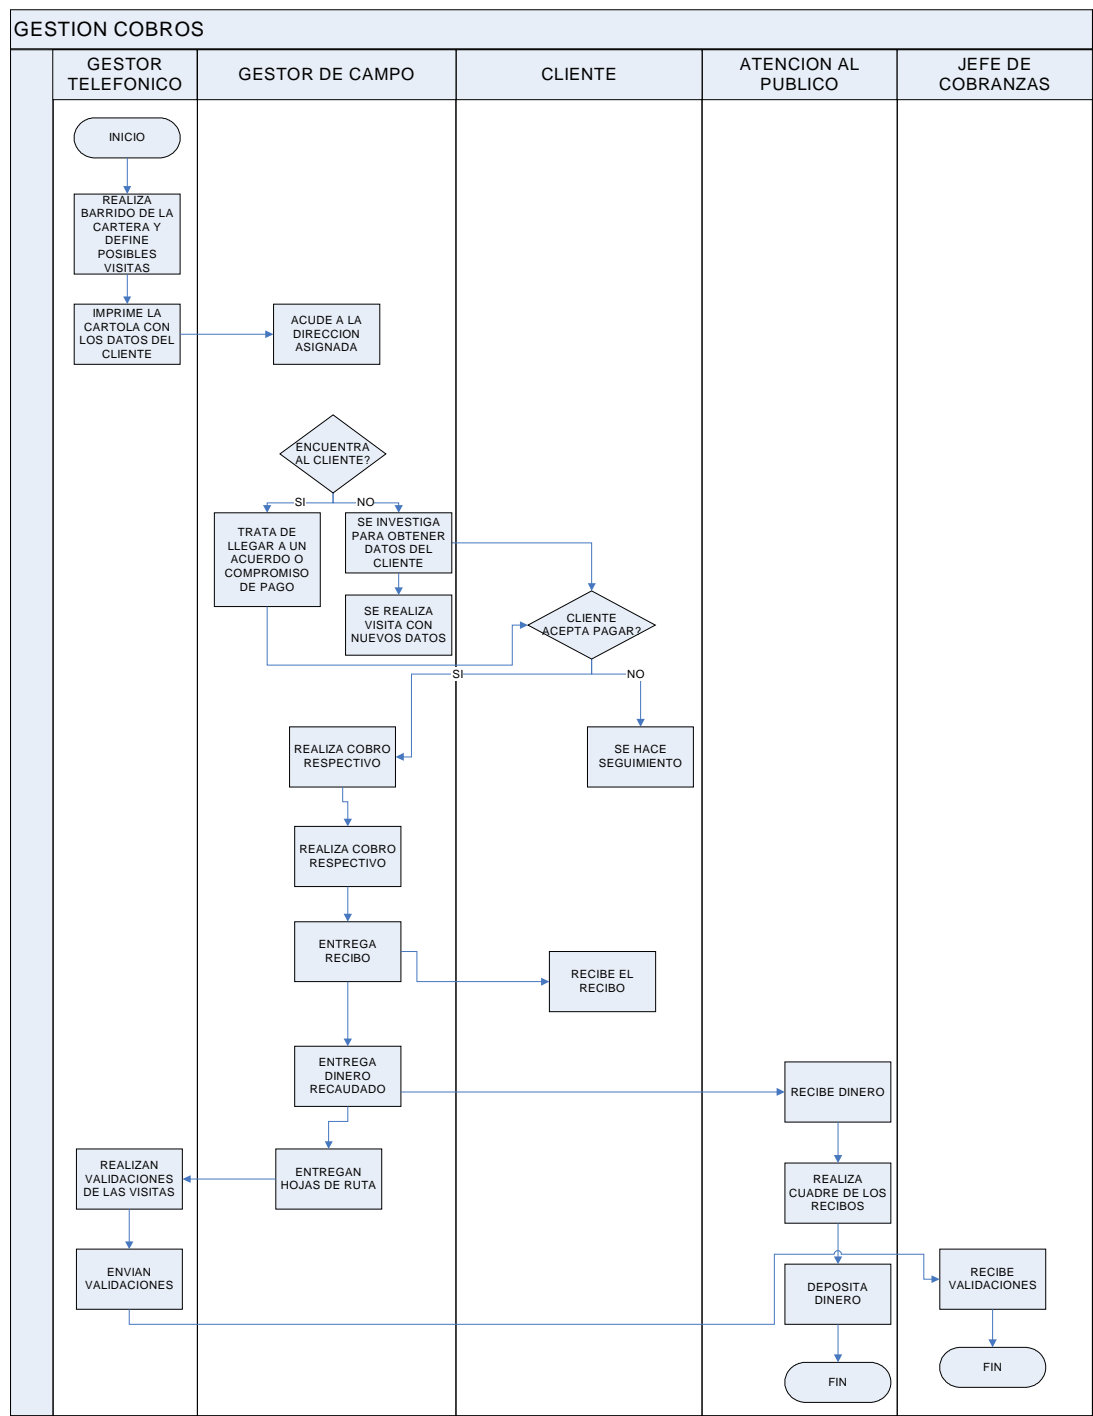 GESTION COBROS
GESTOR
TELEFONICO
GESTOR DE CAMPO
CLIENTE
ATENCION AL
PUBLICO
JEFE DE
COBRANZAS
INICIO
REALIZA
BARRIDO DE LA
CARTERA Y
DEFINE
POSIBLES
VISITAS
IMPRIME LA
CARTOLA CON
LOS DATOS DEL
CLIENTE
ACUDE A LA
DIRECCION
ASIGNADA
ENCUENTRA
AL CLIENTE?
SI
NO
TRATA DE
LLEGAR A UN
ACUERDO O
COMPROMISO
DE PAGO
SE INVESTIGA
PARA OBTENER
DATOS DEL
CLIENTE
SE REALIZA
VISITA CON
NUEVOS DATOS
CLIENTE
ACEPTA PAGAR?
SI
NO
REALIZA COBRO
RESPECTIVO
SE HACE
SEGUIMIENTO
REALIZA COBRO
RESPECTIVO
ENTREGA
RECIBO
RECIBE EL
RECIBO
ENTREGA
DINERO
RECAUDADO
RECIBE DINERO
REALIZAN
VALIDACIONES
DE LAS VISITAS
ENTREGAN
HOJAS DE RUTA
REALIZA
CUADRE DE LOS
RECIBOS
ENVIAN
VALIDACIONES
DEPOSITA
DINERO
RECIBE
VALIDACIONES
FIN
FIN